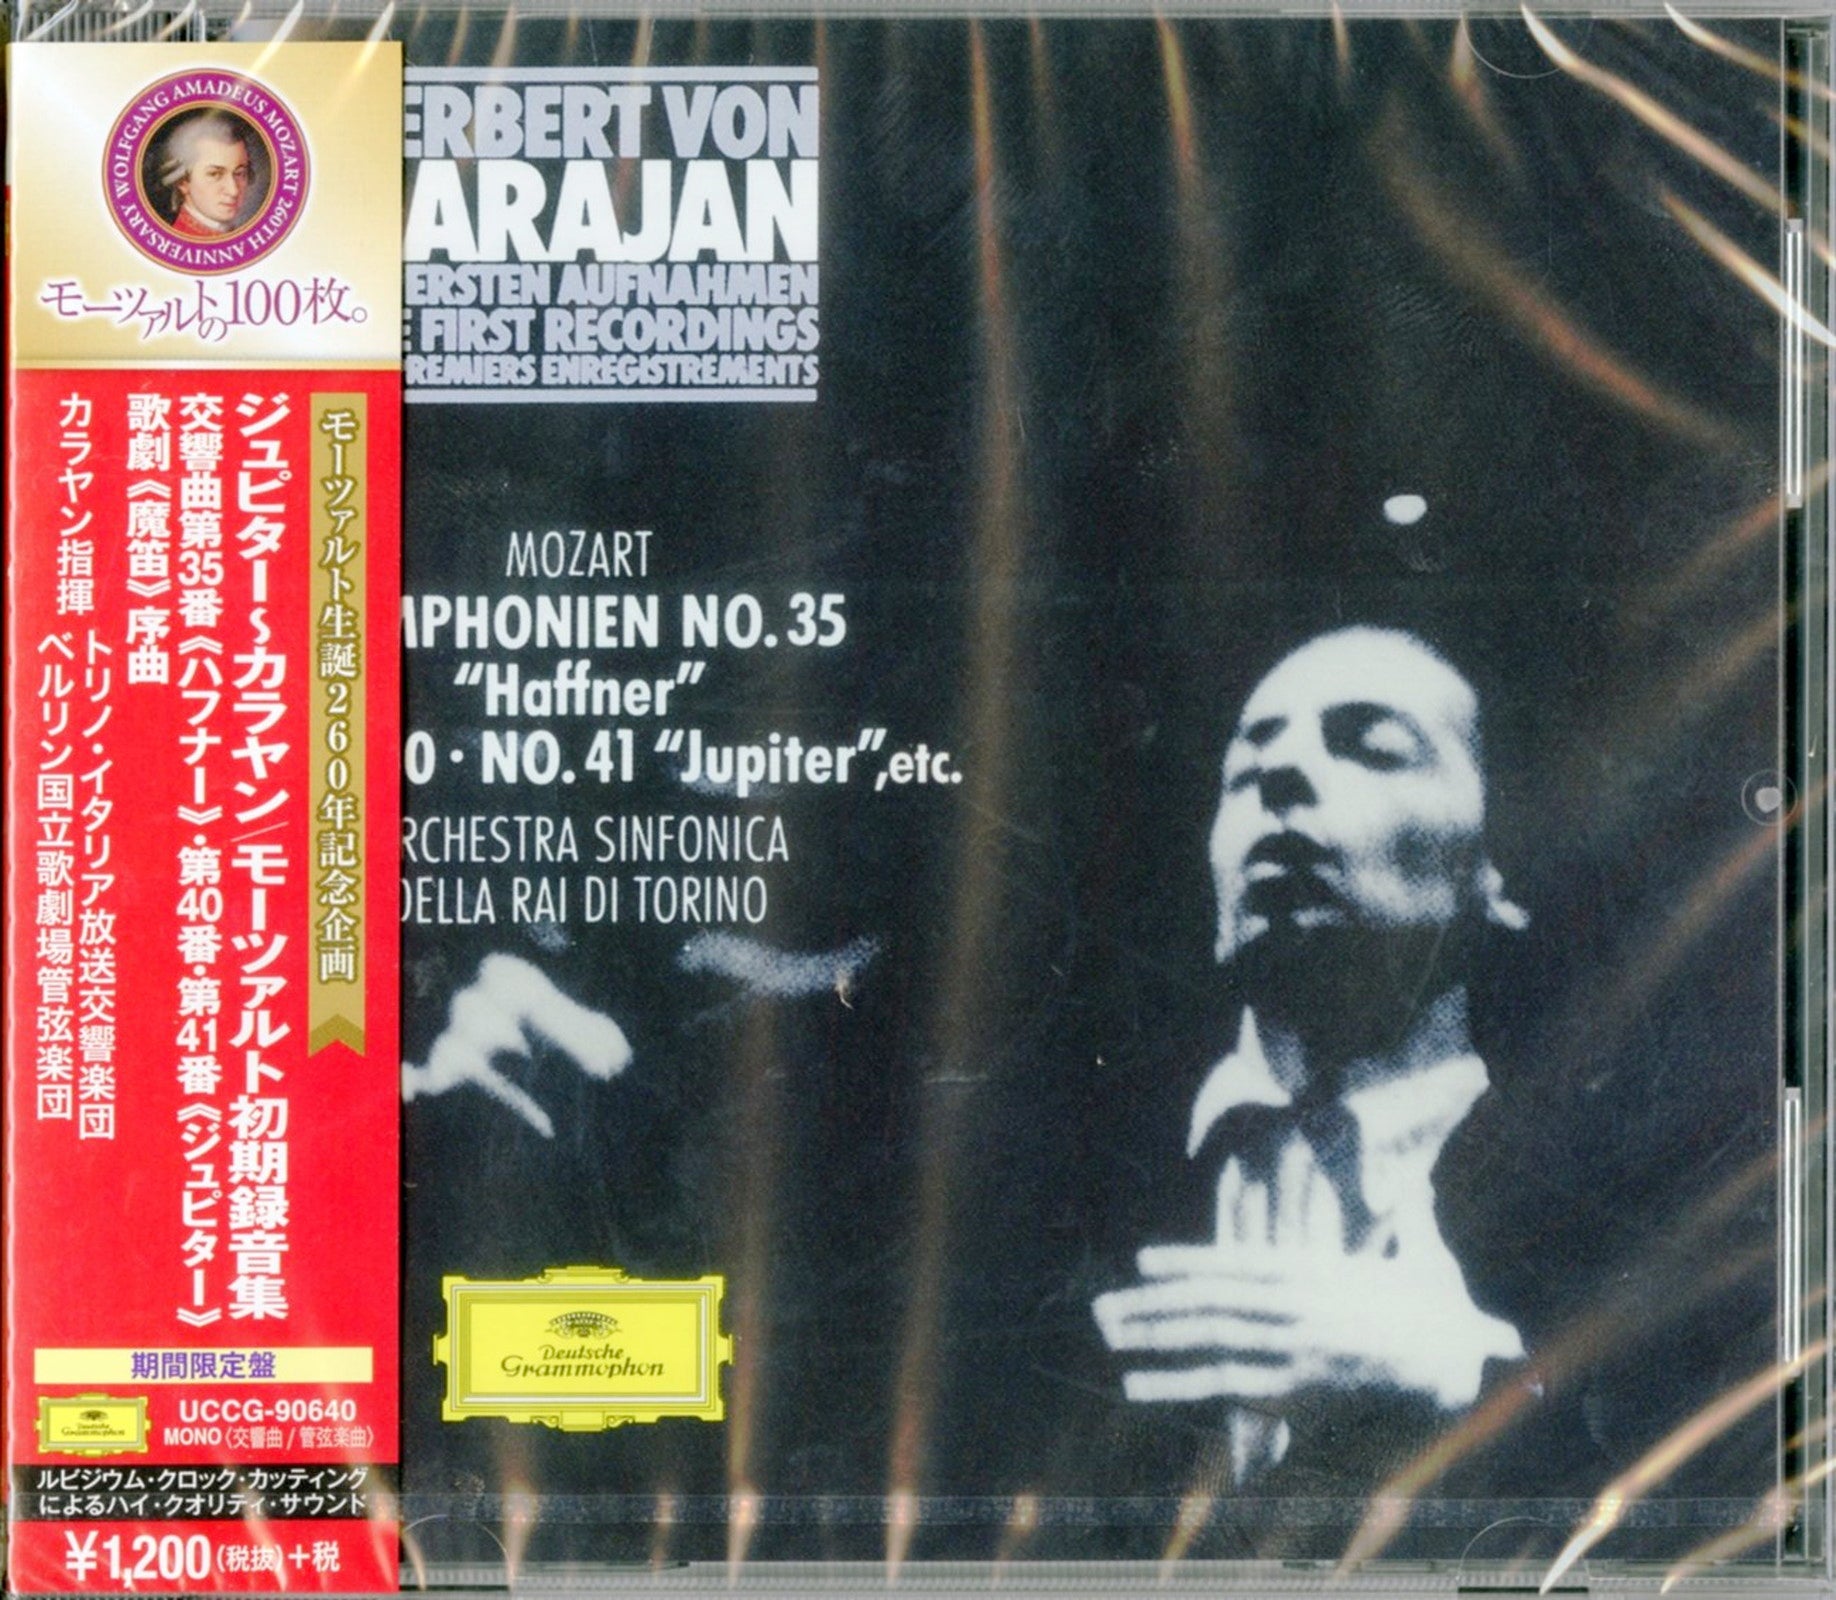 WOLFGANG AMADEUS MOZART 260TH ANNIVERSARY
モーツァルトの100枚。
モーツァルト生誕260年記念企画
ジュピター～カラヤン/モーツァルト初期録音集
交響曲第35番《ハフナー》・第40番・第41番《ジュピター》
歌劇《魔笛》序曲
カラヤン指揮
トリノ・イタリア放送交響楽団
ベルリン国立歌劇場管弦楽団
期間限定盤
Deutsche
Grammophon
UCCG-90640
MONO〈交響曲/管弦楽曲〉
ルビジウム・クロック・カッティング
によるハイ・クオリティ・サウンド
¥1,200(税抜)+税
ERBERT VON
ARAJAN
ERSTEN AUFNAHMEN
E FIRST RECORDINGS
REMIERS ENREGISTREMENTS
MOZART
MPHONIEN NO. 35
“Haffner”
0 · NO. 41 “Jupiter”, etc.
RCHESTRA SINFONICA
DELLA RAI DI TORINO
Deutsche
Grammophon